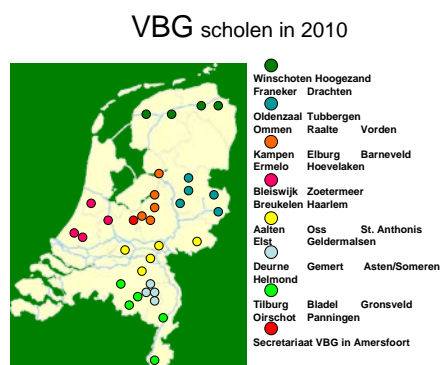 VBG scholen in 2010
Winschoten Hoogezand
Franeker Drachten
Oldenzaal Tubbergen
Ommen Raalte Vorden
Kampen Elburg Barneveld
Ermelo Hoevelaken
Bleiswijk Zoetermeer
Breukelen Haarlem
Aalten Oss St. Anthonis
Elst Geldermalsen
Deurne Gemert Asten/Someren
Helmond
Tilburg Bladel Gronsveld
Oirschot Panningen
Secretariaat VBG in Amersfoort